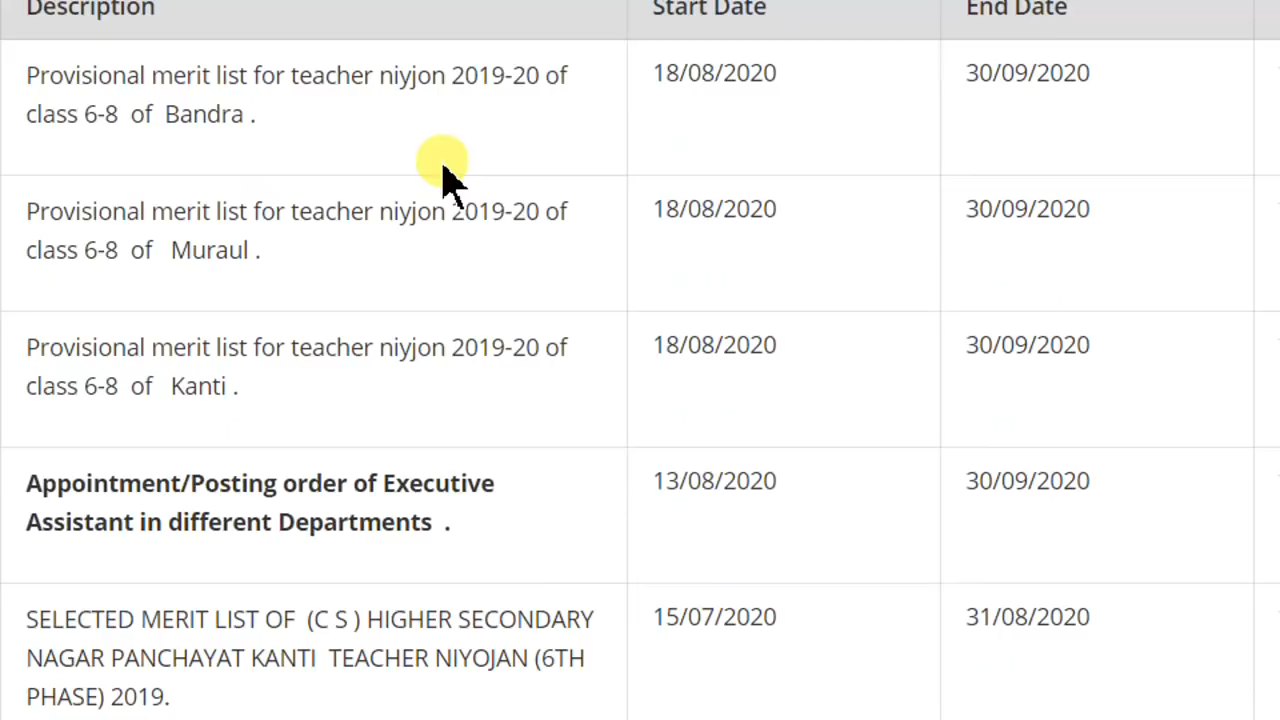 Description Start Date End Date
Provisional merit list for teacher niyjon 2019-20 of 18/08/2020 30/09/2020
class 6-8 of Bandra .
Provisional merit list for teacher niyjon 2019-20 of 18/08/2020 30/09/2020
class 6-8 of Muraul .
Provisional merit list for teacher niyjon 2019-20 of 18/08/2020 30/09/2020
class 6-8 of Kanti .
Appointment/Posting order of Executive 13/08/2020 30/09/2020
Assistant in different Departments .
SELECTED MERIT LIST OF (C S ) HIGHER SECONDARY 15/07/2020 31/08/2020
NAGAR PANCHAYAT KANTI TEACHER NIYOJAN (6TH
PHASE) 2019.